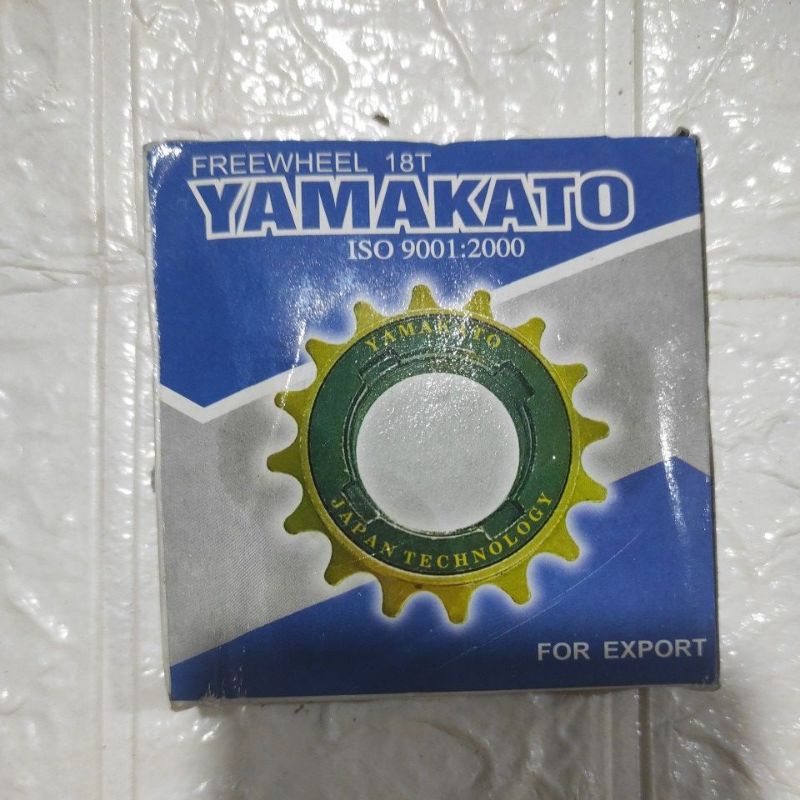 FREEWHEEL 18T
YAMAKATO
ISO 9001:2000
YAMAKATO
JAPAN TECHNOLOGY
FOR EXPORT